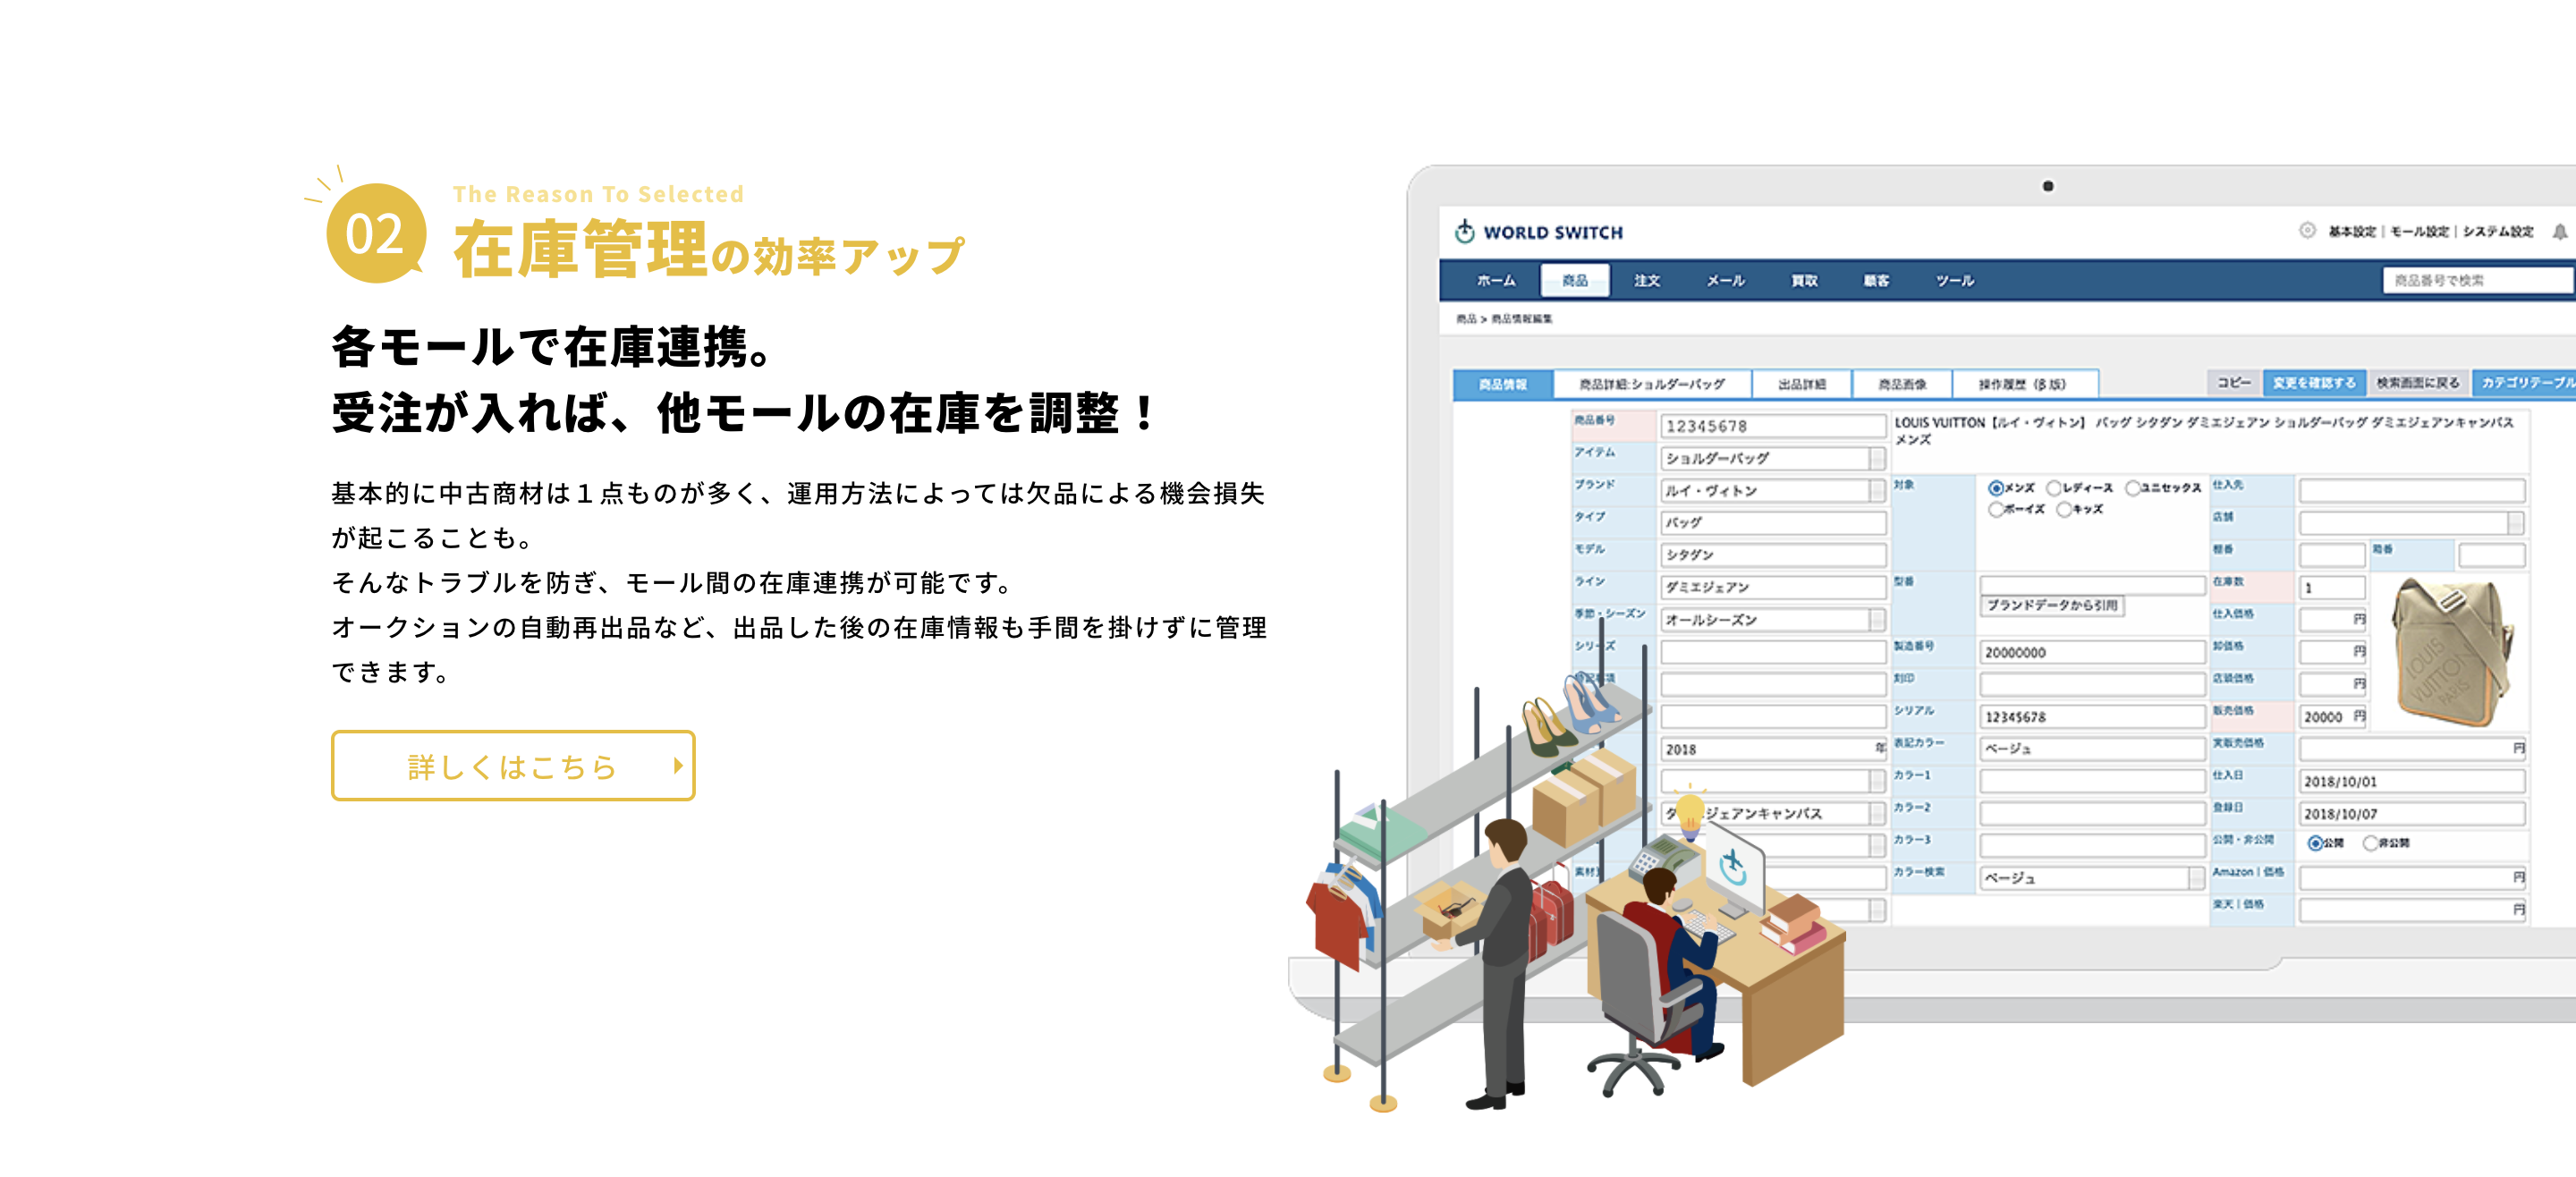 The Reason To Selected
02
在庫管理の効率アップ
各モールで在庫連携。
受注が入れば、他モールの在庫を調整！
基本的に中古商材は１点ものが多く、運用方法によっては欠品による機会損失
が起こることも。
そんなトラブルを防ぎ、モール間の在庫連携が可能です。
オークションの自動再出品など、出品した後の在庫情報も手間を掛けずに管理
できます。
詳しくはこちら
WORLD SWITCH
基本設定 | モール設定 | システム設定
ホーム 商品 注文 メール 買取 顧客 ツール
商品番号で検索
商品 > 商品情報編集
商品情報 商品詳細:ショルダーバッグ 出品詳細 商品画像 操作履歴（β版）
コピー 変更を確認する 検索画面に戻る カテゴリテーブル
商品番号 12345678
LOUIS VUITTON【ルイ・ヴィトン】 バッグ シタダン ダミエジェアン ショルダーバッグ ダミエジェアンキャンバス
メンズ
アイテム ショルダーバッグ
ブランド ルイ・ヴィトン 対象 メンズ レディース ユニセックス 仕入先
ボーイズ キッズ
タイプ バッグ 店舗
モデル シタダン 棚番 箱番
ライン ダミエジェアン 型番 在庫数 1
ブランドデータから引用
季節・シーズン オールシーズン 仕入価格 円
シリーズ 製造番号 20000000 卸価格 円
刻印 店頭価格 円
シリアル 12345678 販売価格 20000 円
2018 年 表記カラー ベージュ 実販売価格 円
カラー1 仕入日 2018/10/01
ジェアンキャンバス カラー2 登録日 2018/10/07
カラー3 公開・非公開 公開 非公開
素材 カラー検索 ベージュ Amazon | 価格 円
楽天 | 価格 円
LOUIS
VUITTON
PARIS